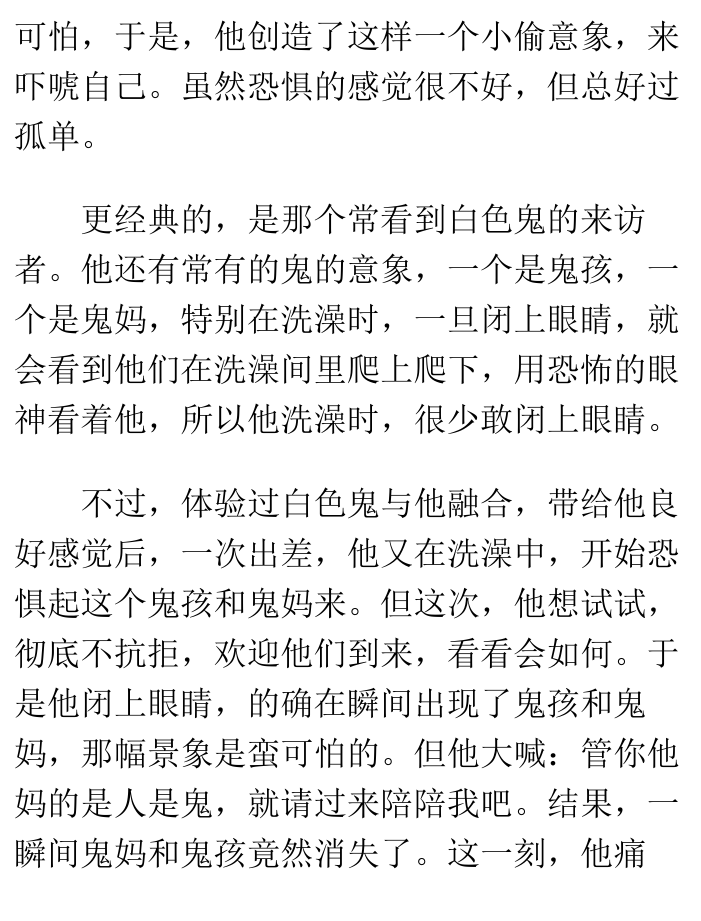 可怕，于是，他创造了这样一个小偷意象，来
吓唬自己。虽然恐惧的感觉很不好，但总好过
孤单。
更经典的，是那个常看到白色鬼的来访
者。他还有常有的鬼的意象，一个是鬼孩，一
个是鬼妈，特别在洗澡时，一旦闭上眼睛，就
会看到他们在洗澡间里爬上爬下，用恐怖的眼
神看着他，所以他洗澡时，很少敢闭上眼睛。
不过，体验过白色鬼与他融合，带给他良
好感觉后，一次出差，他又在洗澡中，开始恐
惧起这个鬼孩和鬼妈来。但这次，他想试试，
彻底不抗拒，欢迎他们到来，看看会如何。于
是他闭上眼睛，的确在瞬间出现了鬼孩和鬼
妈，那幅景象是蛮可怕的。但他大喊：管你他
妈的是人是鬼，就请过来陪陪我吧。结果，一
瞬间鬼妈和鬼孩竟然消失了。这一刻，他痛